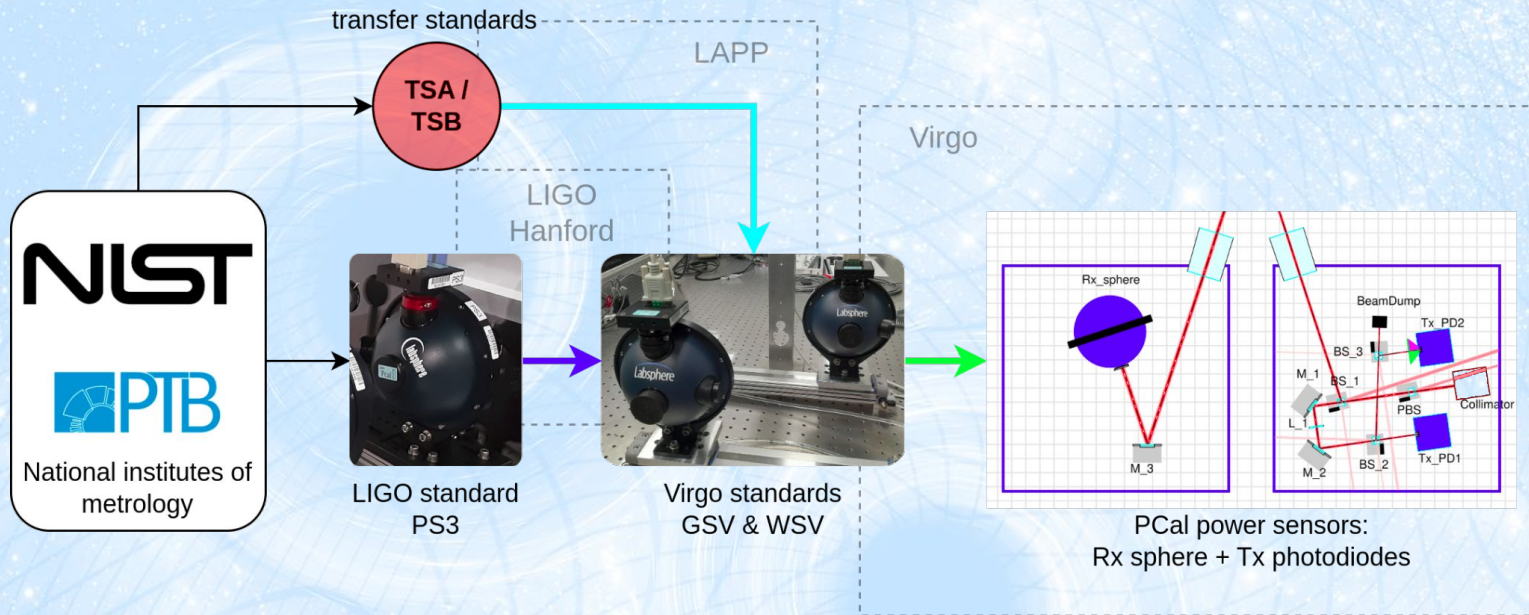 transfer standards
TSA /
TSB
LAPP
Virgo
LIGO
Hanford
NIST
PTB
National institutes of
metrology
PS3
labsphere
Pcal
LIGO standard
PS3
Labsphere
Labsphere
Virgo standards
GSV & WSV
Rx_sphere
M_3
BeamDump
Tx_PD2
BS_3
M_1
BS_1
Collimator
PBS
L_1
M_2
BS_2
Tx_PD1
PCal power sensors:
Rx sphere + Tx photodiodes